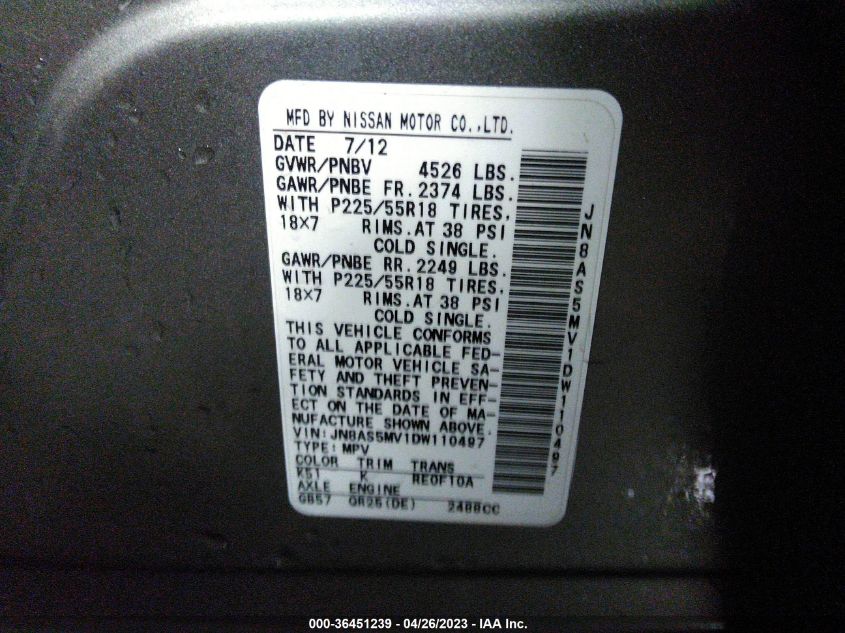 MFD BY NISSAN MOTOR CO.,LTD.
DATE 7/12
GVWR/PNBV 4526 LBS.
GAWR/PNBE FR. 2374 LBS.
WITH P225/55R18 TIRES,
18X7 RIMS.AT 38 PSI
COLD SINGLE.
GAWR/PNBE RR. 2249 LBS.
WITH P225/55R18 TIRES,
18X7 RIMS.AT 38 PSI
COLD SINGLE.
THIS VEHICLE CONFORMS
TO ALL APPLICABLE FED-
ERAL MOTOR VEHICLE SA-
FETY AND THEFT PREVEN-
TION STANDARDS IN EFF-
ECT ON THE DATE OF MA-
NUFACTURE SHOWN ABOVE.
VIN: JN8AS5MV1DW110497
TYPE: MPV
COLOR TRIM TRANS
K51 K RE0F10A
AXLE ENGINE
GB57 QR25(DE) 2488CC
JN8AS5MV1DW110497
000-36451239 - 04/26/2023 - IAA Inc.